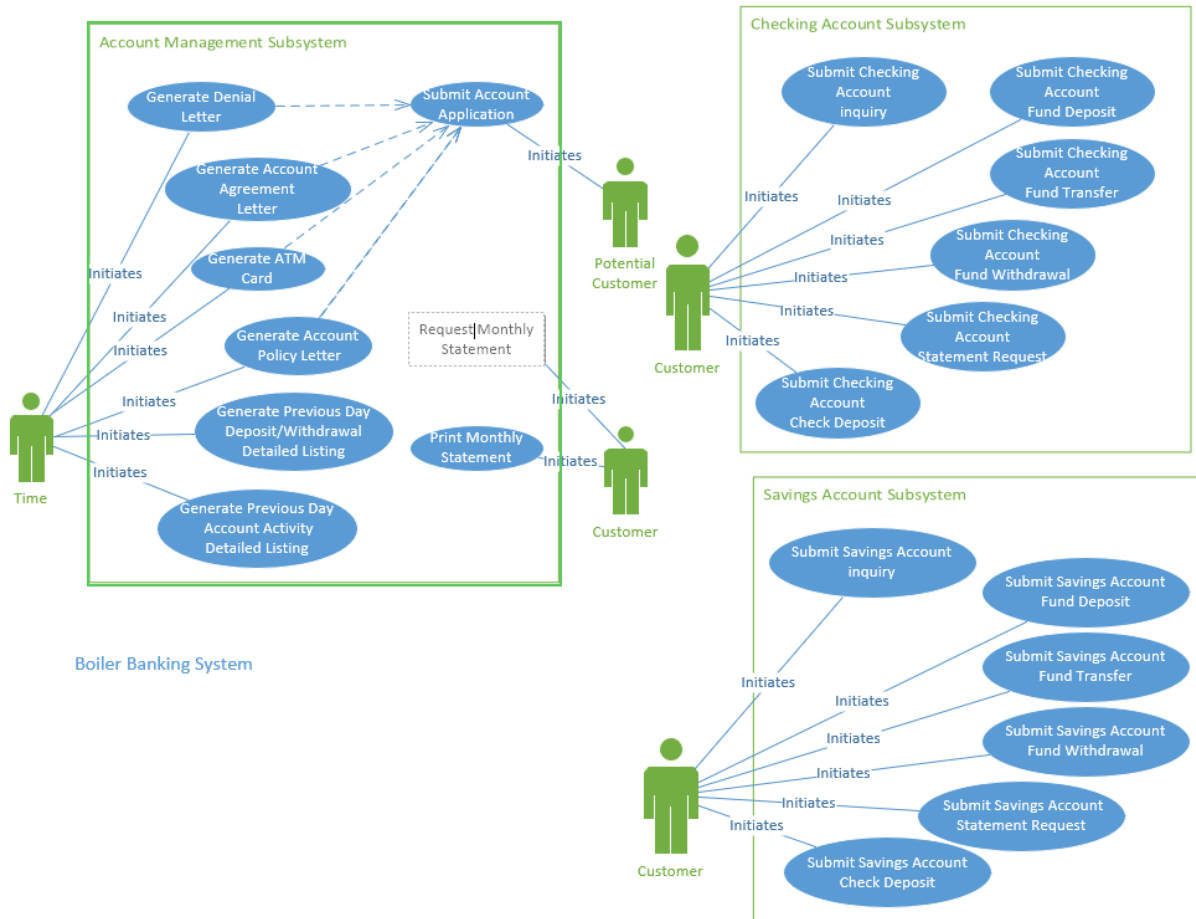 Account Management Subsystem
Generate Denial
Letter
Submit Account
Application
Initiates
Generate Account
Agreement
Letter
Potential
Customer
Generate ATM
Card
Initiates
Initiates
Request Monthly
Statement
Generate Account
Policy Letter
Initiates
Initiates
Initiates
Generate Previous Day
Deposit/Withdrawal
Detailed Listing
Initiates
Print Monthly
Statement
Initiates
Initiates
Time
Generate Previous Day
Account Activity
Detailed Listing
Customer
Boiler Banking System
Checking Account Subsystem
Submit Checking
Account
inquiry
Submit Checking
Account
Fund Deposit
Submit Checking
Account
Fund Transfer
Initiates
Initiates
Initiates
Submit Checking
Account
Fund Withdrawal
Initiates
Initiates
Submit Checking
Account
Statement Request
Initiates
Customer
Submit Checking
Account
Check Deposit
Savings Account Subsystem
Submit Savings Account
inquiry
Submit Savings Account
Fund Deposit
Submit Savings Account
Fund Transfer
Initiates
Initiates
Submit Savings Account
Fund Withdrawal
Initiates
Initiates
Initiates
Submit Savings Account
Statement Request
Initiates
Customer
Submit Savings Account
Check Deposit